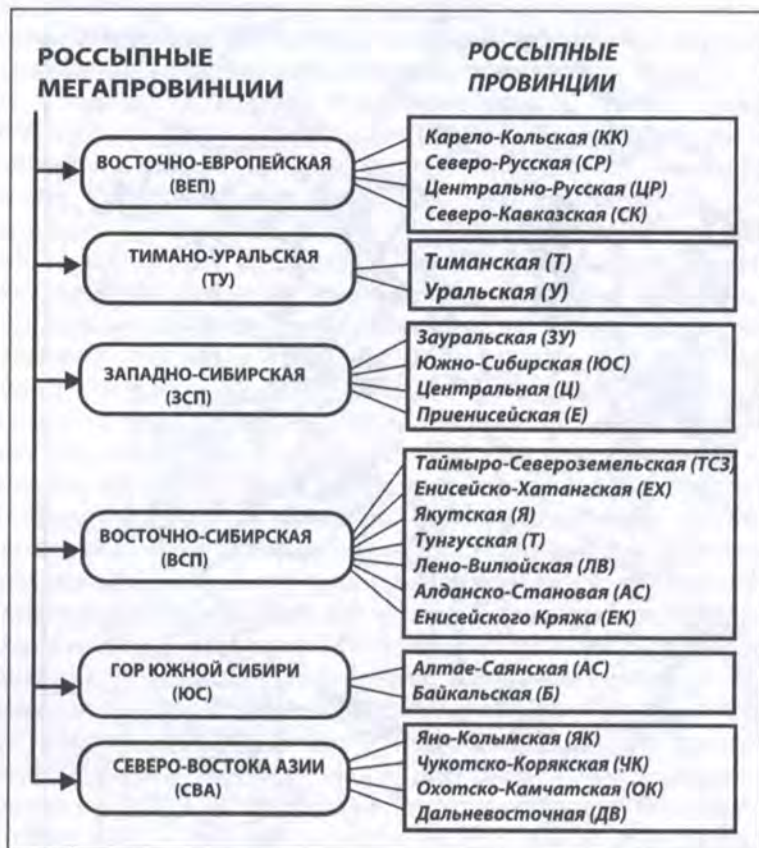 РОССЫПНЫЕ
МЕГАПРОВИНЦИИ
РОССЫПНЫЕ
ПРОВИНЦИИ
ВОСТОЧНО-ЕВРОПЕЙСКАЯ
(ВЕП)
Карело-Кольская (КК)
Северо-Русская (СР)
Центрально-Русская (ЦР)
Северо-Кавказская (СК)
ТИМАНО-УРАЛЬСКАЯ
(ТУ)
Тиманская (Т)
Уральская (У)
ЗАПАДНО-СИБИРСКАЯ
(ЗСП)
Зауральская (ЗУ)
Южно-Сибирская (ЮС)
Центральная (Ц)
Приенисейская (Е)
ВОСТОЧНО-СИБИРСКАЯ
(ВСП)
Таймыро-Североземельская (ТСЗ)
Енисейско-Хатангская (ЕХ)
Якутская (Я)
Тунгусская (Т)
Лено-Вилюйская (ЛВ)
Алданско-Становая (АС)
Енисейского Кряжа (ЕК)
ГОР ЮЖНОЙ СИБИРИ
(ЮС)
Алтае-Саянская (АС)
Байкальская (Б)
СЕВЕРО-ВОСТОКА АЗИИ
(СВА)
Яно-Колымская (ЯК)
Чукотско-Корякская (ЧК)
Охотско-Камчатская (ОК)
Дальневосточная (ДВ)